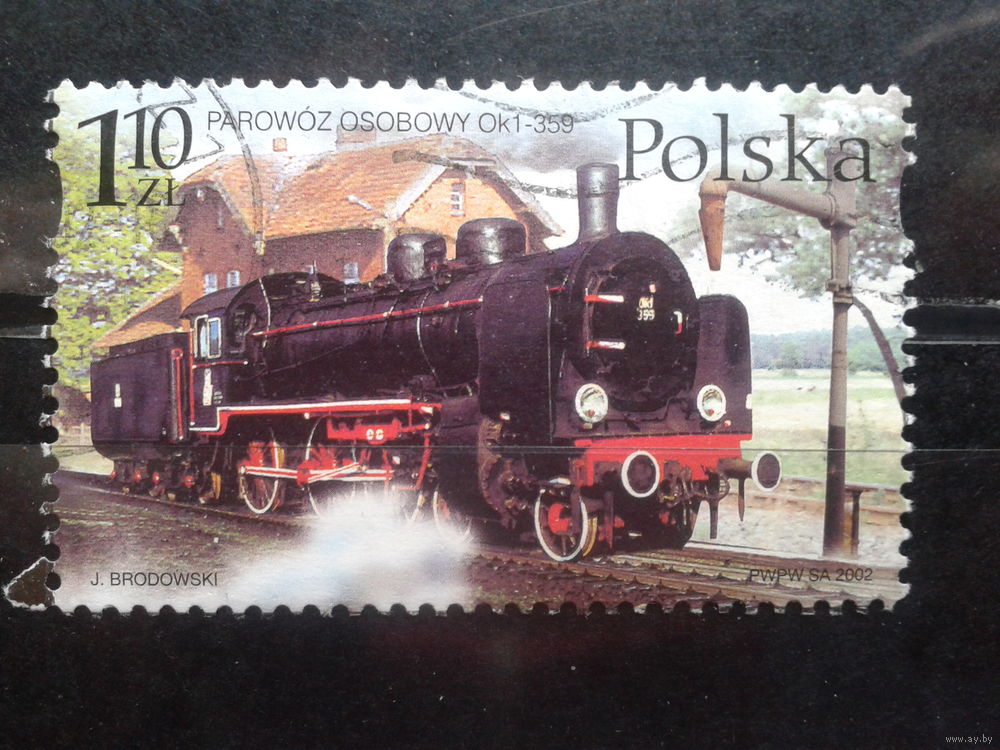 1 10 ZŁ
PAROWÓZ OSOBOWY Ok1-359
Polska
Ok1
359
J. BRODOWSKI
PWPW SA 2002
www.ay.by